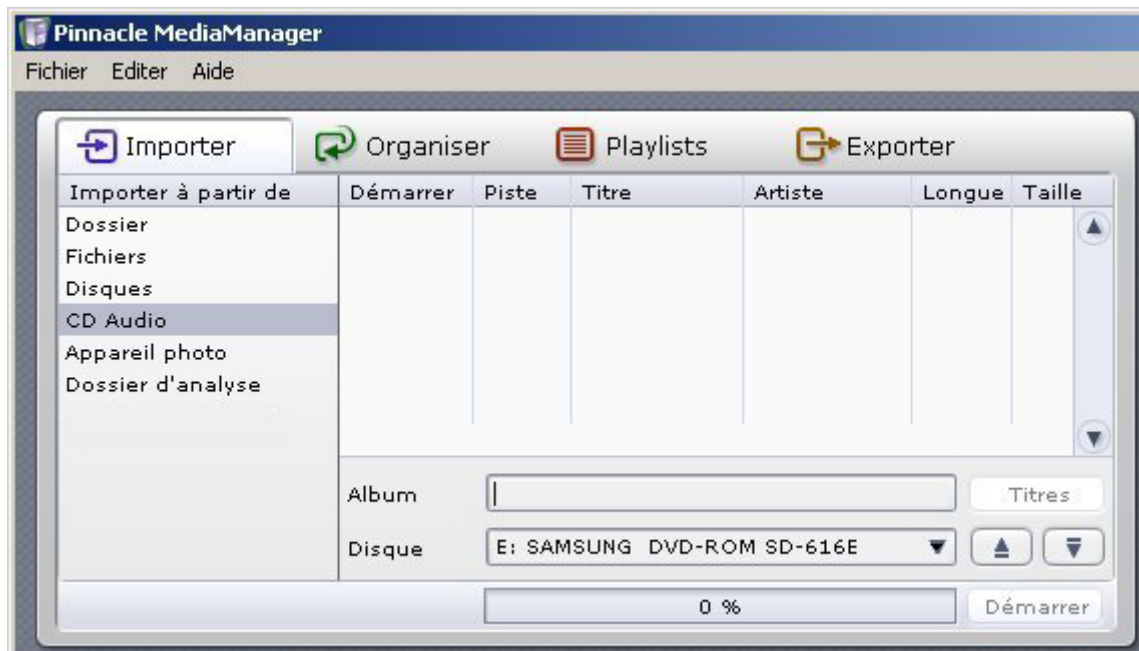 Pinnacle MediaManager
Fichier Editer Aide
Importer Organiser Playlists Exporter
Importer à partir de Démarrer Piste Titre Artiste Longue Taille
Dossier
Fichiers
Disques
CD Audio
Appareil photo
Dossier d'analyse
Album Titres
Disque E: SAMSUNG DVD-ROM SD-616E
0 % Démarrer